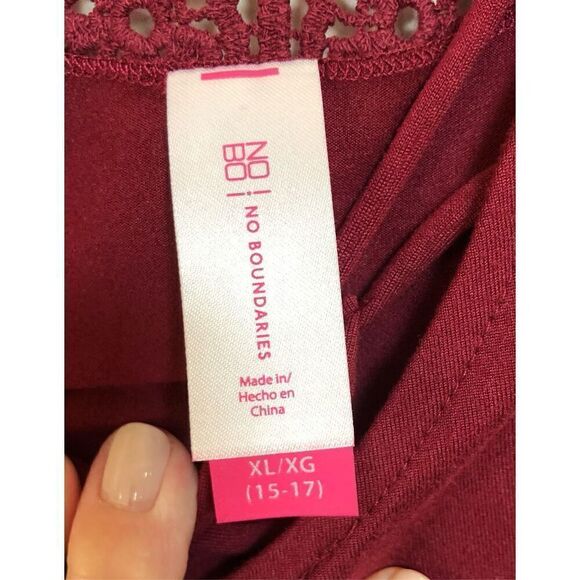 NO
BO
NO BOUNDARIES
Made in/
Hecho en
China
XL/XG
(15-17)